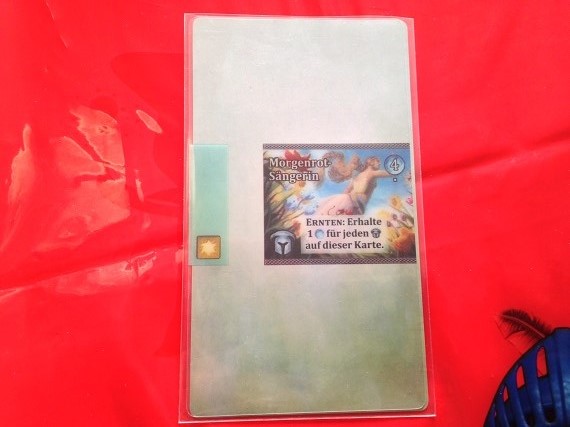 Morgenrot-
Sängerin
4
ERNTEN: Erhalte
1 für jeden
auf dieser Karte.